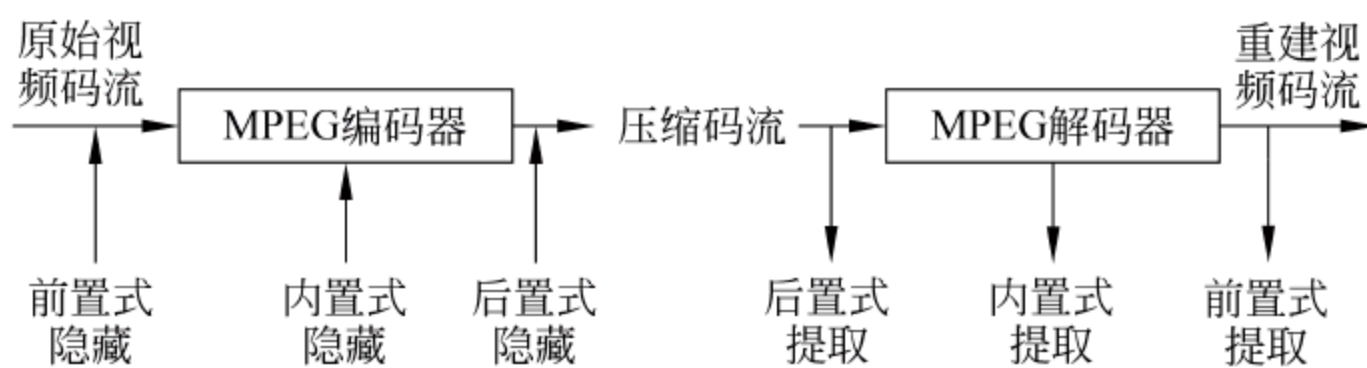 原始视
频码流
MPEG编码器
压缩码流
MPEG解码器
重建视
频码流
前置式
隐藏
内置式
隐藏
后置式
隐藏
后置式
提取
内置式
提取
前置式
提取